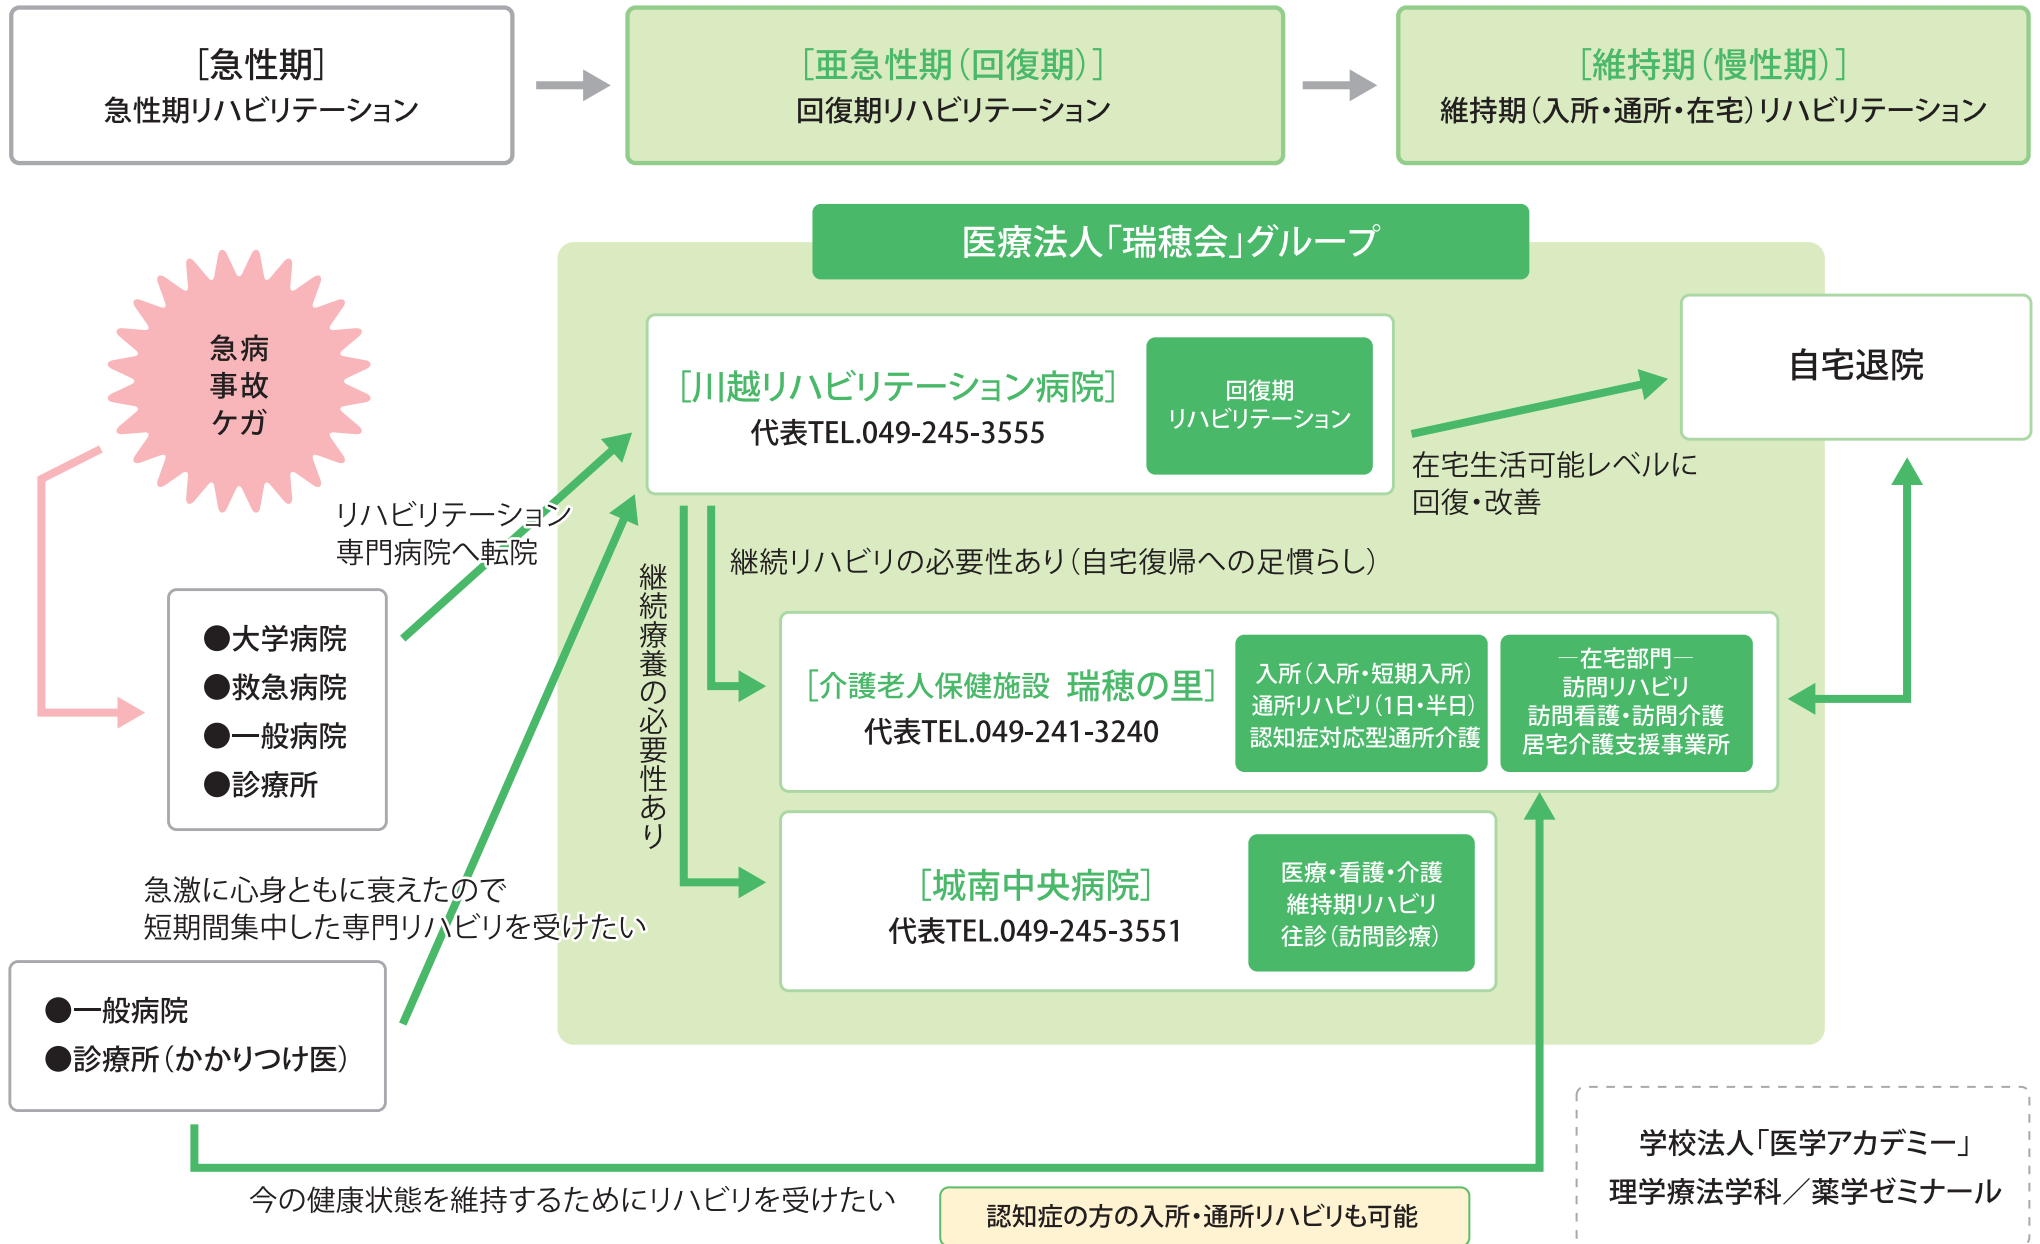 ［急性期］
急性期リハビリテーション
［亜急性期（回復期）］
回復期リハビリテーション
［維持期（慢性期）］
維持期（入所・通所・在宅）リハビリテーション
医療法人「瑞穂会」グループ
急病
事故
ケガ
［川越リハビリテーション病院］
代表TEL.049-245-3555
回復期
リハビリテーション
自宅退院
在宅生活可能レベルに
回復・改善
リハビリテーション
専門病院へ転院
継続リハビリの必要性あり（自宅復帰への足慣らし）
継続療養の必要性あり
●大学病院
●救急病院
●一般病院
●診療所
［介護老人保健施設 瑞穂の里］
代表TEL.049-241-3240
入所（入所・短期入所）
通所リハビリ（1日・半日）
認知症対応型通所介護
―在宅部門―
訪問リハビリ
訪問看護・訪問介護
居宅介護支援事業所
［城南中央病院］
代表TEL.049-245-3551
医療・看護・介護
維持期リハビリ
往診（訪問診療）
急激に心身ともに衰えたので
短期間集中した専門リハビリを受けたい
●一般病院
●診療所（かかりつけ医）
今の健康状態を維持するためにリハビリを受けたい
認知症の方の入所・通所リハビリも可能
学校法人「医学アカデミー」
理学療法学科／薬学ゼミナール